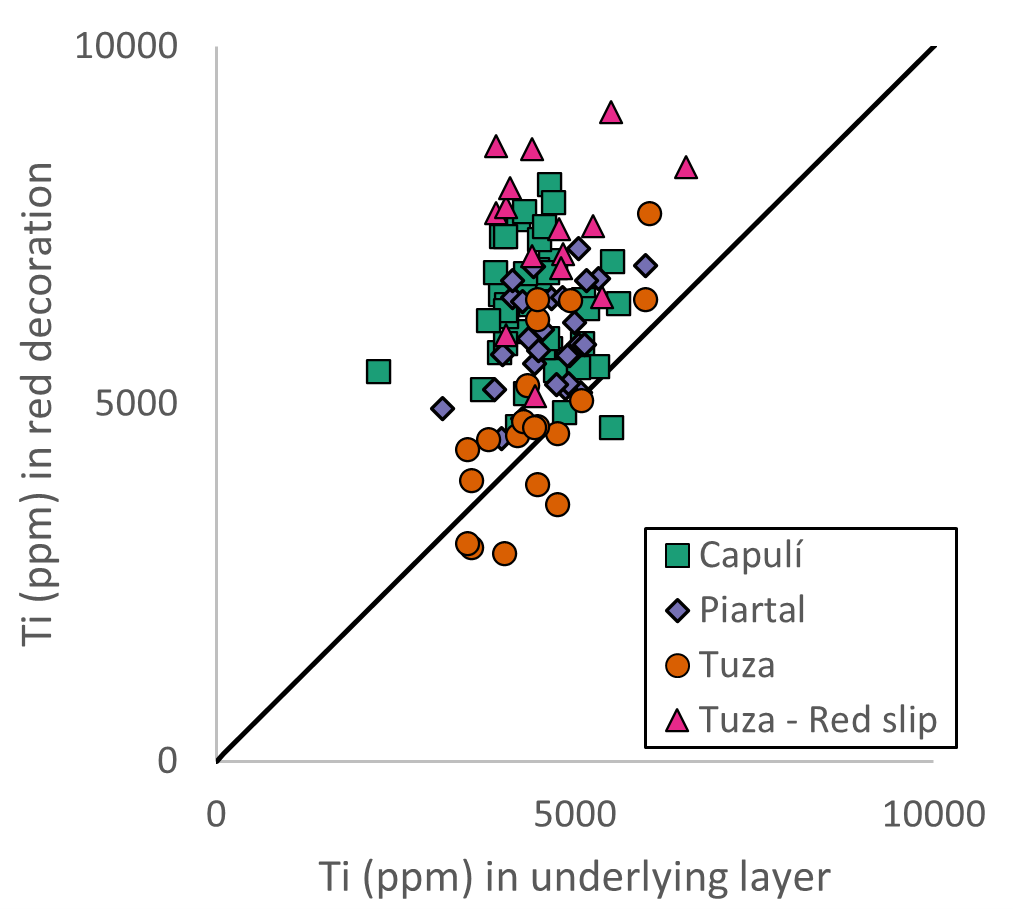 10000
5000
0
Ti (ppm) in red decoration
0
5000
10000
Ti (ppm) in underlying layer
Capulí
Piartal
Tuza
Tuza - Red slip